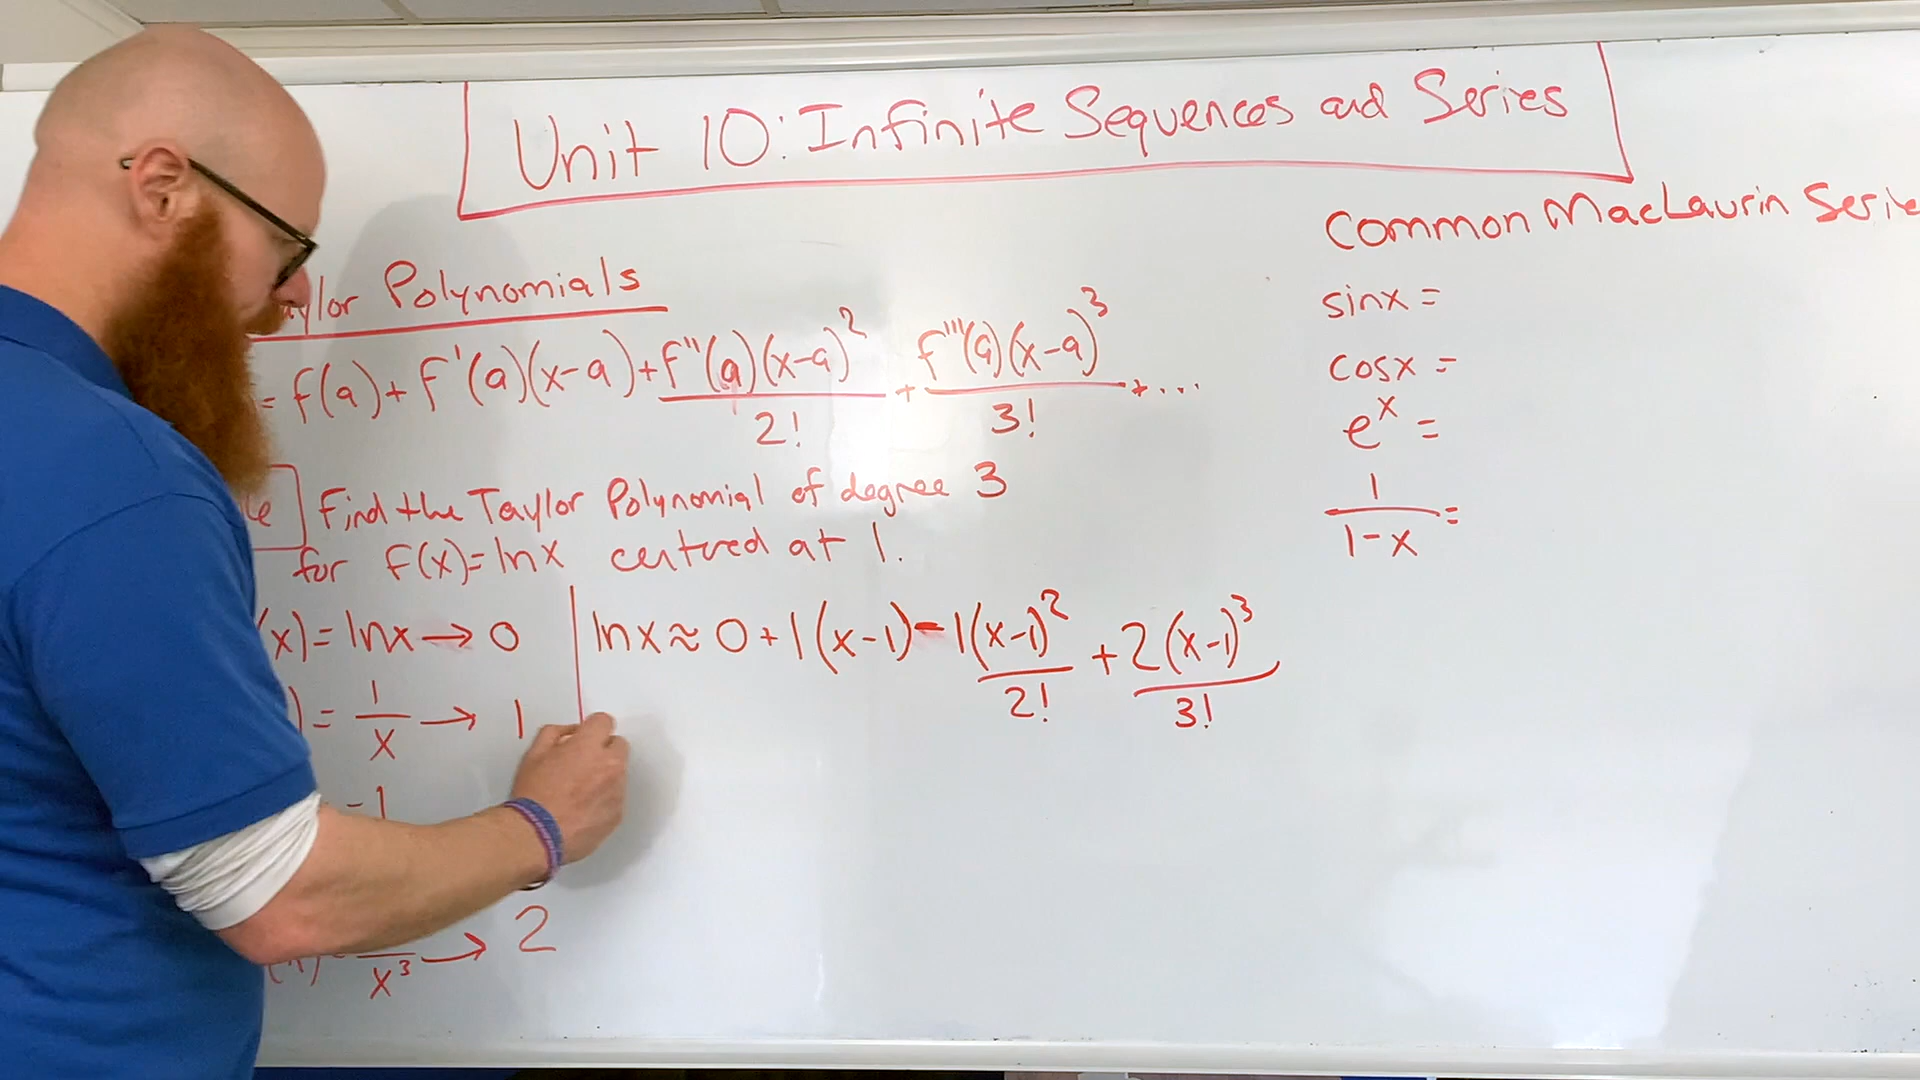 Unit 10: Infinite Sequences and Series
ylor Polynomials
= f(a) + f'(a)(x-a) + f''(a)(x-a)^2/2! + f'''(a)(x-a)^3/3! + ...
le Find the Taylor Polynomial of degree 3
for f(x)=lnx centred at 1.
(x) = lnx → 0
) = 1/x → 1
-1
x^3 → 2
lnx ≈ 0 + 1(x-1) - 1(x-1)^2/2! + 2(x-1)^3/3!
Common MacLaurin Serie
sinx =
cosx =
e^x =
1/(1-x) =